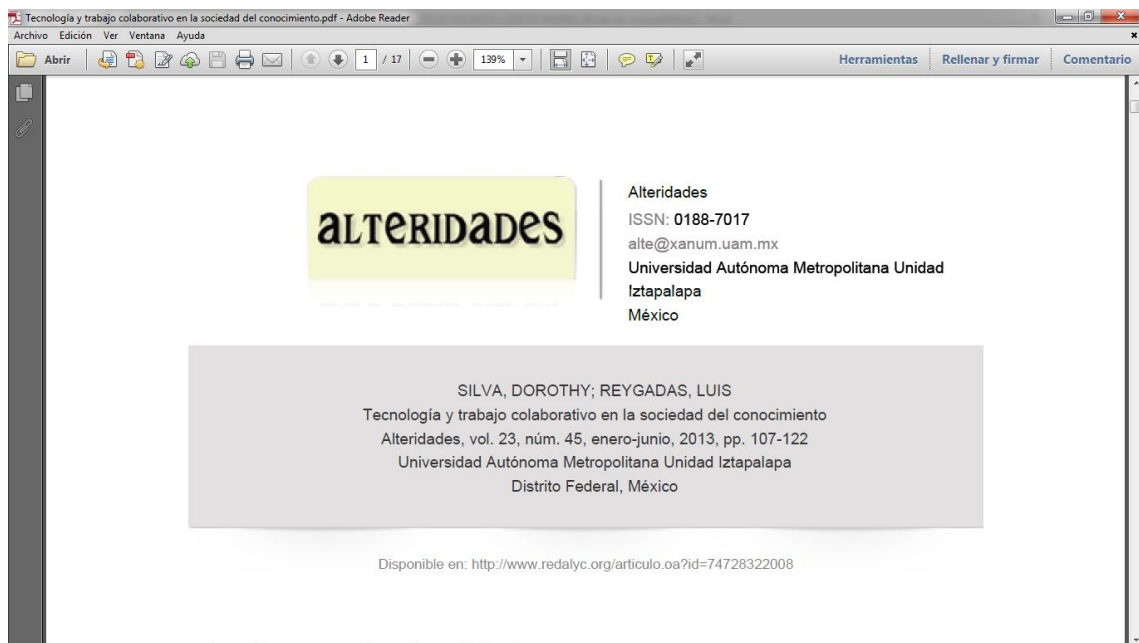 Tecnología y trabajo colaborativo en la sociedad del conocimiento.pdf - Adobe Reader
Archivo Edición Ver Ventana Ayuda
Abrir 1 / 17 139% Herramientas Rellenar y firmar Comentario
aLTeRIDaDes
Alteridades
ISSN: 0188-7017
alte@xanum.uam.mx
Universidad Autónoma Metropolitana Unidad
Iztapalapa
México
SILVA, DOROTHY; REYGADAS, LUIS
Tecnología y trabajo colaborativo en la sociedad del conocimiento
Alteridades, vol. 23, núm. 45, enero-junio, 2013, pp. 107-122
Universidad Autónoma Metropolitana Unidad Iztapalapa
Distrito Federal, México
Disponible en: http://www.redalyc.org/articulo.oa?id=74728322008